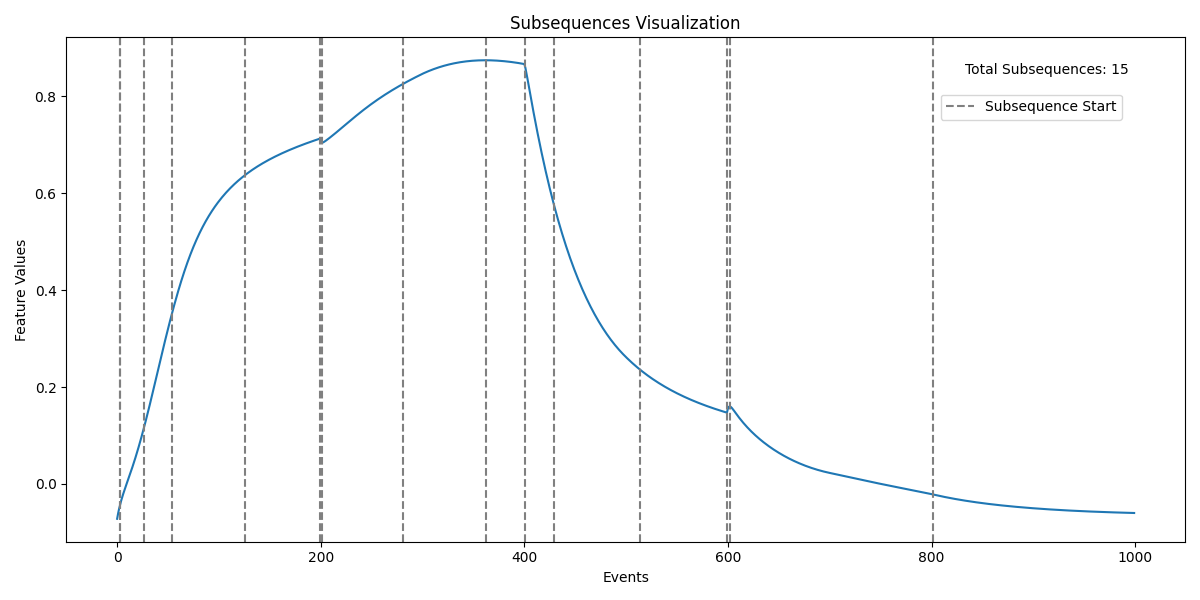 Subsequences Visualization
Total Subsequences: 15
Subsequence Start
Feature Values
0.8
0.6
0.4
0.2
0.0
0
200
400
600
800
1000
Events